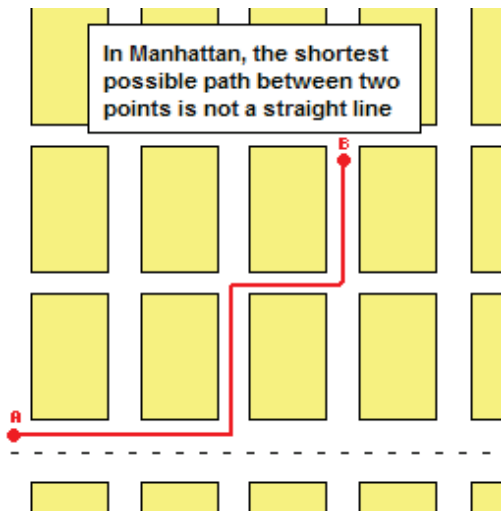 In Manhattan, the shortest
possible path between two
points is not a straight line
B
A